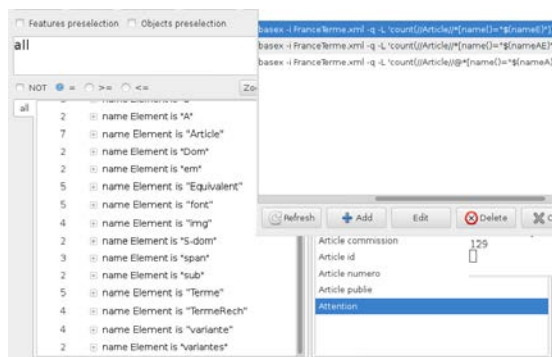 Features preselection Objects preselection
all
NOT = >= <=
all
2 name Element is "A"
7 name Element is "Article"
2 name Element is "Dom"
2 name Element is "em"
5 name Element is "Equivalent"
5 name Element is "font"
4 name Element is "img"
2 name Element is "S-dom"
3 name Element is "span"
2 name Element is "sub"
5 name Element is "Terme"
4 name Element is "TermeRech"
4 name Element is "variante"
2 name Element is "variantes"
basex -i FranceTerme.xml -q -L 'count(//Article//*[name()="$(nameE)"]
basex -i FranceTerme.xml -q -L 'count(//Article//*[name()="$(nameAE)"
basex -i FranceTerme.xml -q -L 'count(//Article//@*[name()="$(nameA)
Refresh Add Edit Delete
Article commission
Article id
Article numero
Article publie
Attention
129